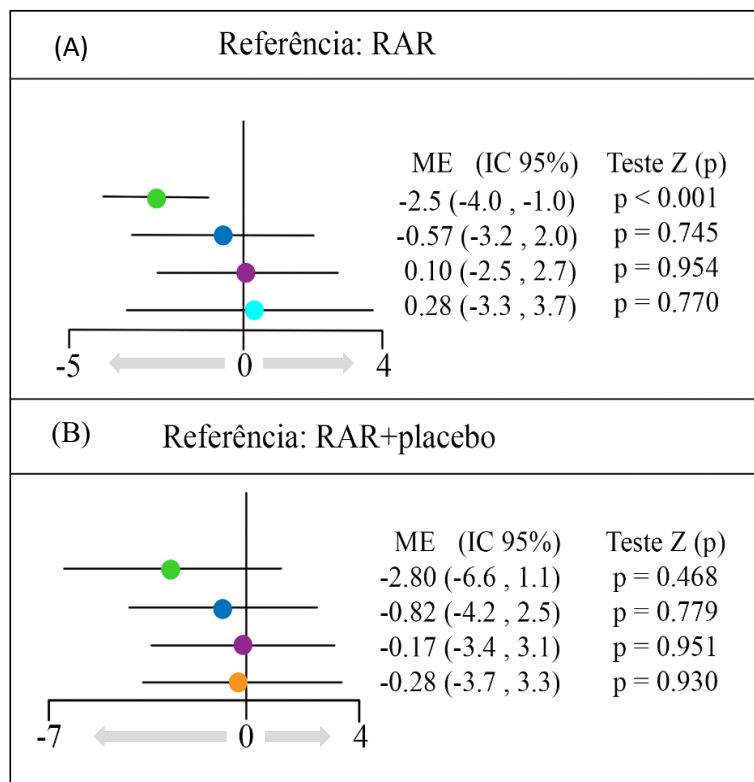 (A) Referência: RAR
ME (IC 95%) Teste Z (p)
-2.5 (-4.0 , -1.0) p < 0.001
-0.57 (-3.2 , 2.0) p = 0.745
0.10 (-2.5 , 2.7) p = 0.954
0.28 (-3.3 , 3.7) p = 0.770
-5 0 4
(B) Referência: RAR+placebo
ME (IC 95%) Teste Z (p)
-2.80 (-6.6 , 1.1) p = 0.468
-0.82 (-4.2 , 2.5) p = 0.779
-0.17 (-3.4 , 3.1) p = 0.951
-0.28 (-3.7 , 3.3) p = 0.930
-7 0 4